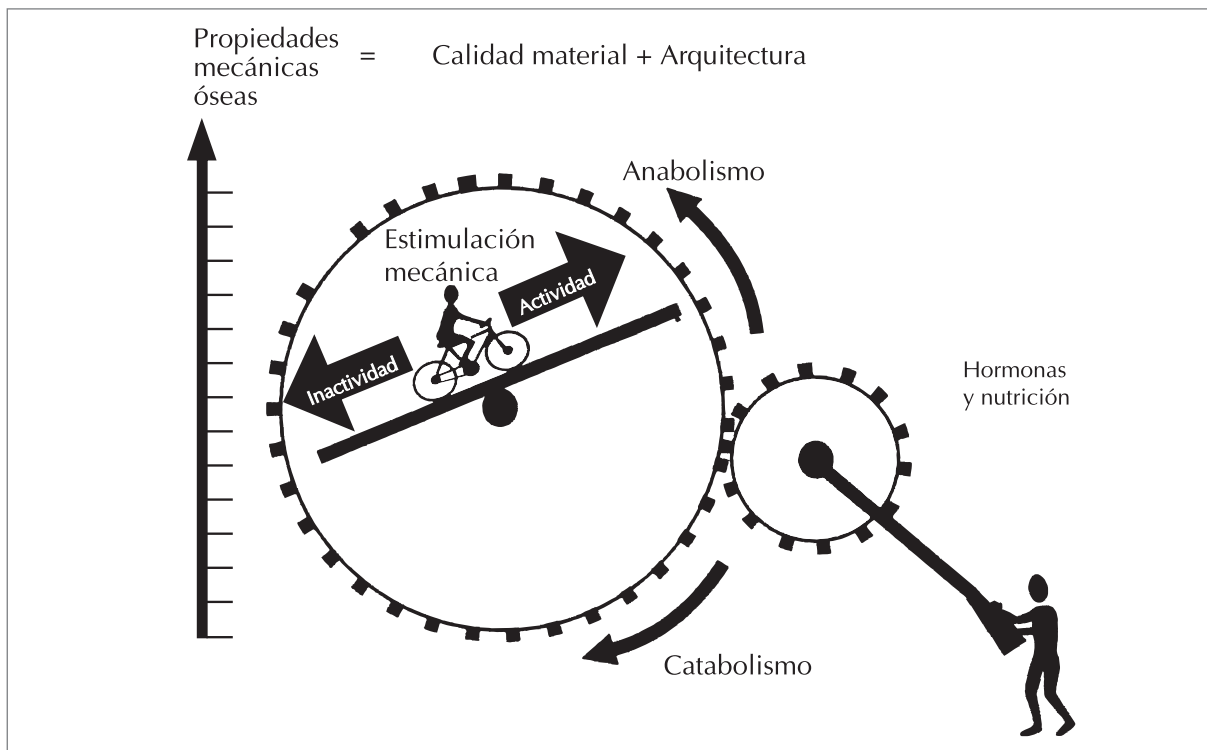 Propiedades
mecánicas
óseas
= Calidad material + Arquitectura
Anabolismo
Estimulación
mecánica
Actividad
Inactividad
Hormonas
y nutrición
Catabolismo